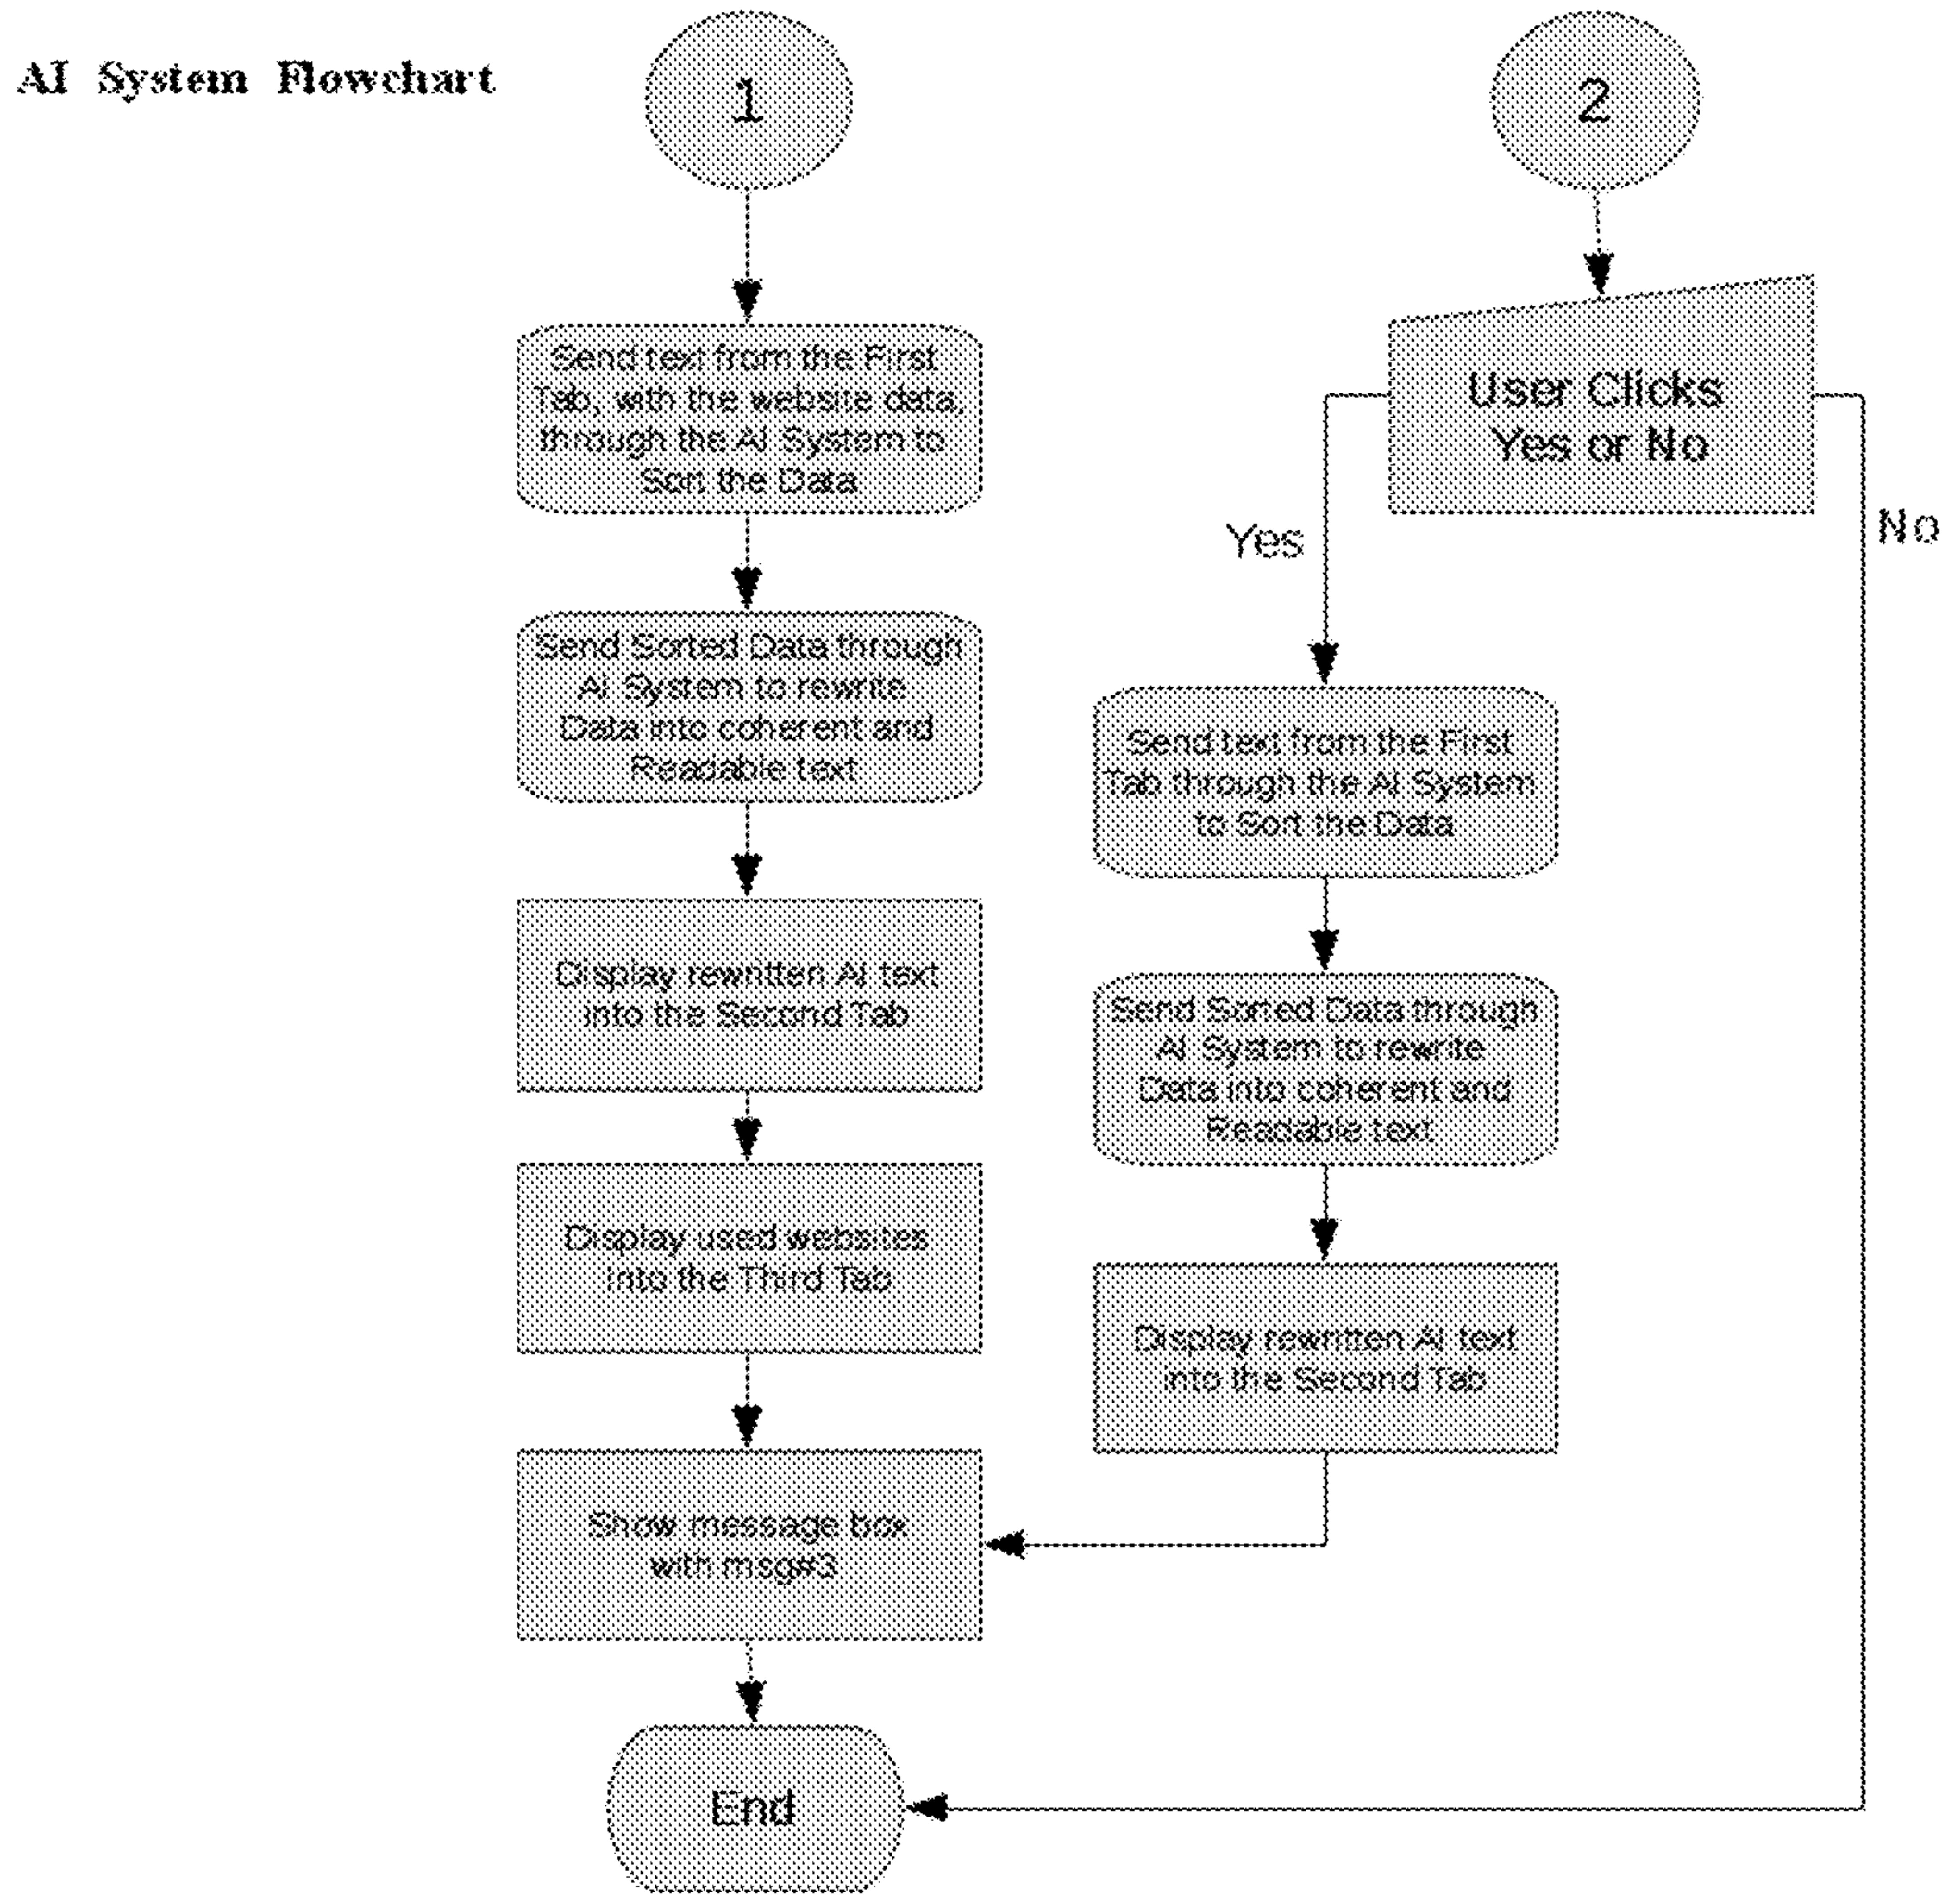 AI System Flowchart
1
2
Send text from the First
Tab, with the website data,
through the AI System to
Sort the Data
User Clicks
Yes or No
Yes
No
Send Sorted Data through
AI System to rewrite
Data into coherent and
Readable text
Send text from the First
Tab through the AI System
to Sort the Data
Display rewritten AI text
into the Second Tab
Send Sorted Data through
AI System to rewrite
Data into coherent and
Readable text
Display used websites
into the Third Tab
Display rewritten AI text
into the Second Tab
Show message box
with msg#3
End